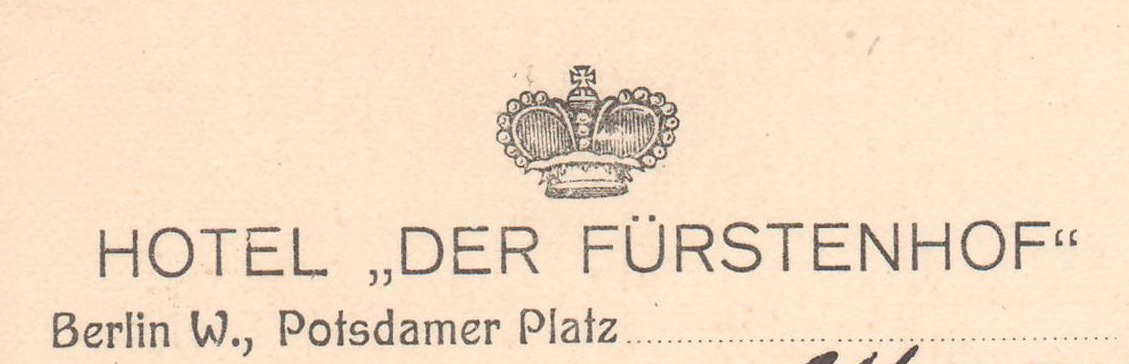 HOTEL „DER FÜRSTENHOF“
Berlin W., Potsdamer Platz